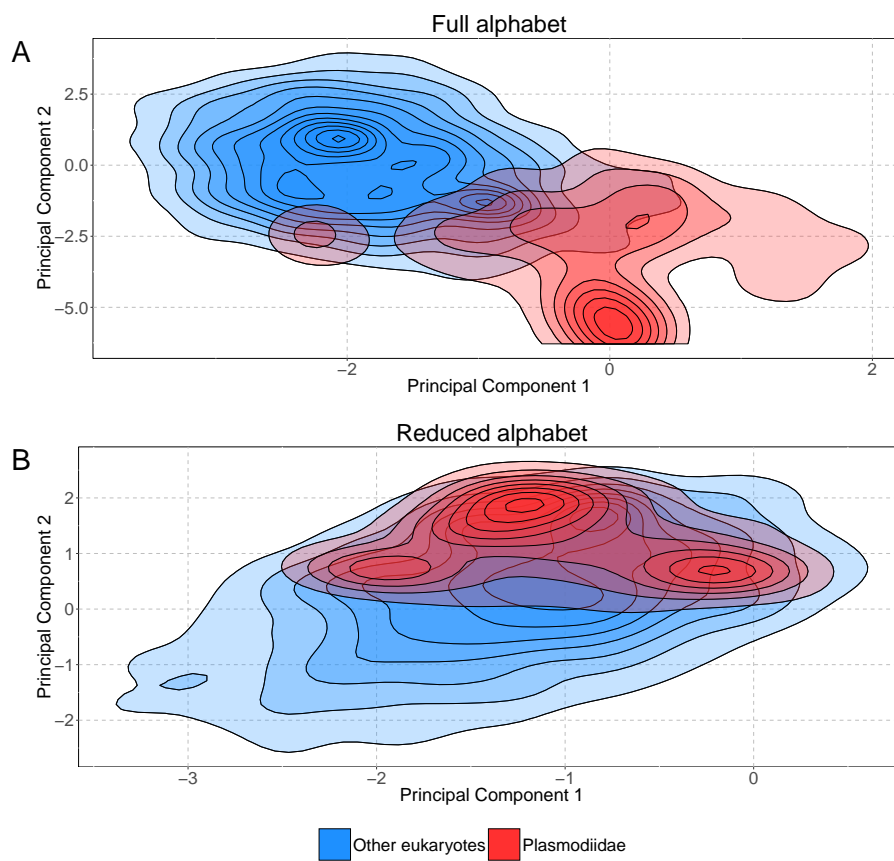 Full alphabet
A
2.5
0.0
−2.5
−5.0
Principal Component 2
−2
0
2
Principal Component 1
Reduced alphabet
B
2
1
0
−1
−2
Principal Component 2
−3
−2
−1
0
Principal Component 1
Other eukaryotes Plasmodiidae